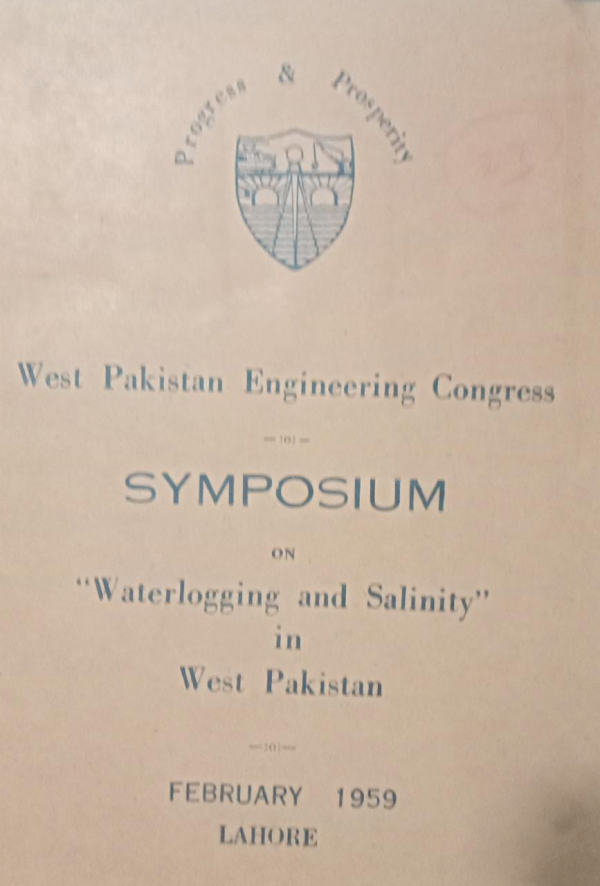 Progress & Prosperity
West Pakistan Engineering Congress
—:o:—
SYMPOSIUM
ON
“Waterlogging and Salinity”
in
West Pakistan
—:o:—
FEBRUARY 1959
LAHORE